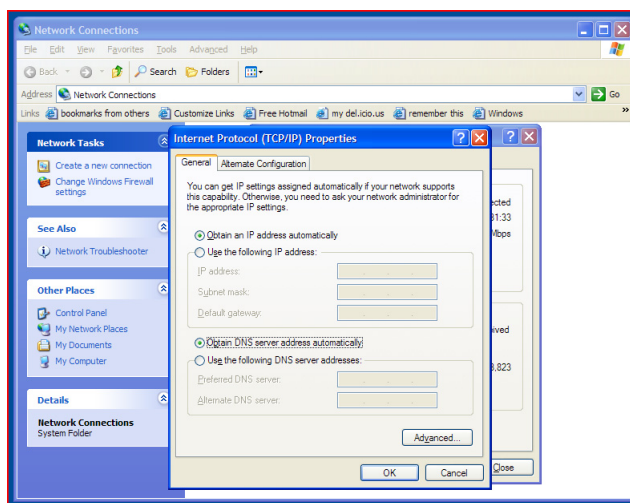 Network Connections
File Edit View Favorites Tools Advanced Help
Back Search Folders
Address Network Connections Go
Links bookmarks from others Customize Links Free Hotmail my del.icio.us remember this Windows »
Network Tasks
Create a new connection
Change Windows Firewall
settings
See Also
Network Troubleshooter
Other Places
Control Panel
My Network Places
My Documents
My Computer
Details
Network Connections
System Folder
Internet Protocol (TCP/IP) Properties
General Alternate Configuration
You can get IP settings assigned automatically if your network supports
this capability. Otherwise, you need to ask your network administrator for
the appropriate IP settings.
Obtain an IP address automatically
Use the following IP address:
IP address:
Subnet mask:
Default gateway:
Obtain DNS server address automatically
Use the following DNS server addresses:
Preferred DNS server:
Alternate DNS server:
Advanced...
OK Cancel
ected
31:33
Mbps
ived
3,823
Close